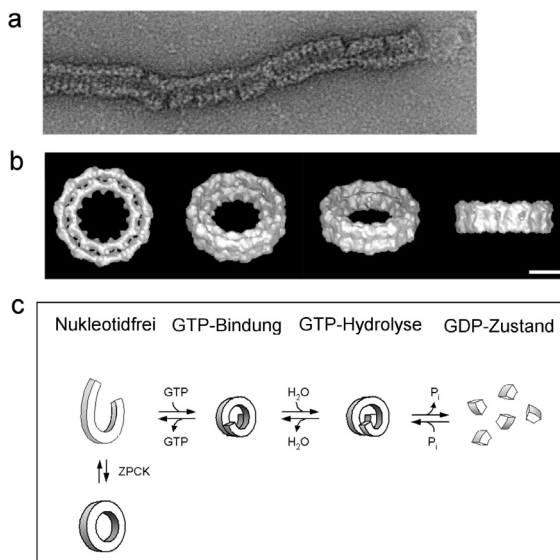 a
b
c
Nukleotidfrei GTP-Bindung GTP-Hydrolyse GDP-Zustand
GTP H₂O Pᵢ
GTP H₂O Pᵢ
ZPCK